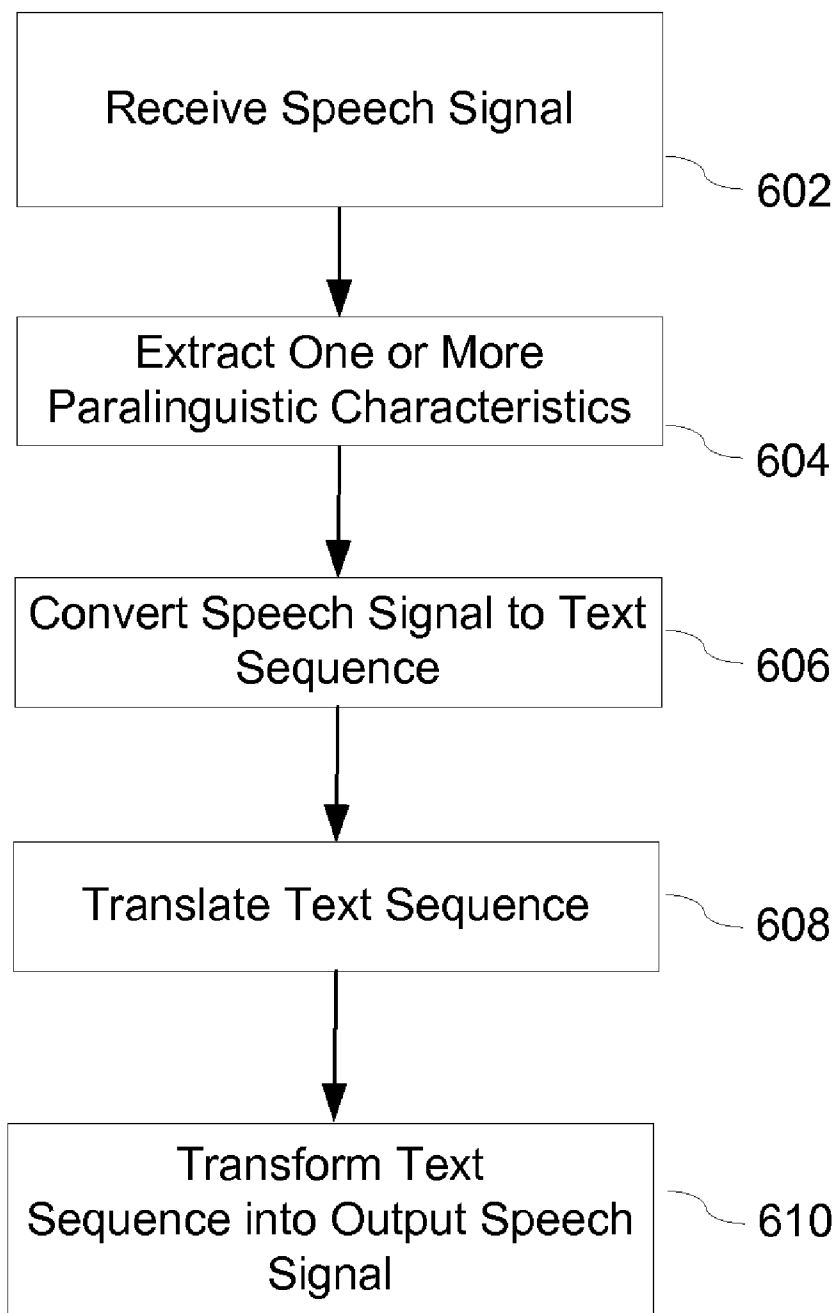 Receive Speech Signal
602
Extract One or More
Paralinguistic Characteristics
604
Convert Speech Signal to Text
Sequence
606
Translate Text Sequence
608
Transform Text
Sequence into Output Speech
Signal
610